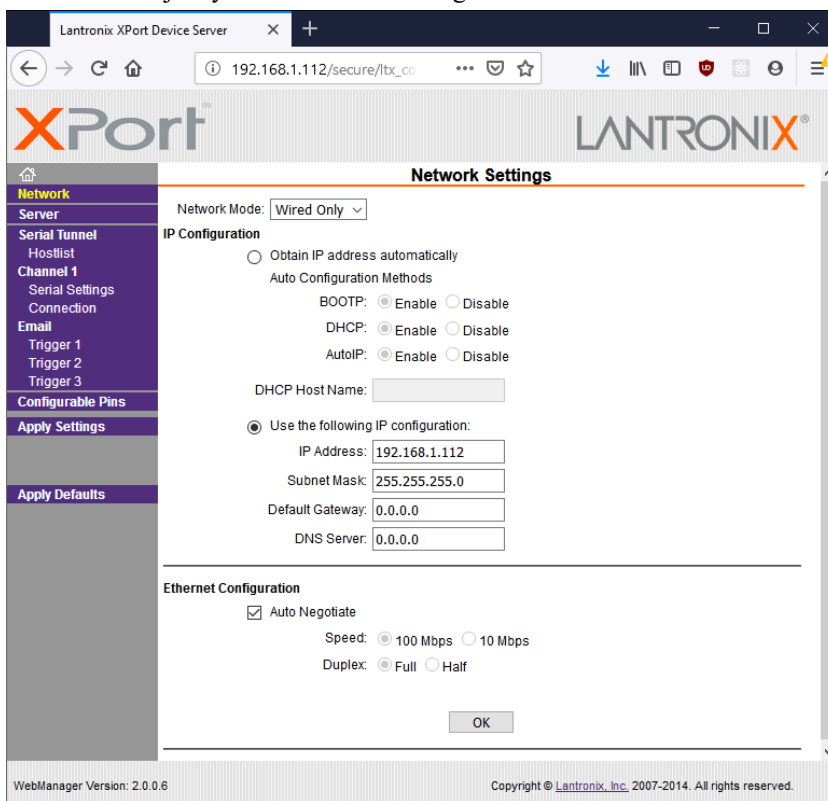 Lantronix XPort Device Server
192.168.1.112/secure/ltx_co
XPort®
LANTRONIX®
Network Settings
Network
Server
Serial Tunnel
Hostlist
Channel 1
Serial Settings
Connection
Email
Trigger 1
Trigger 2
Trigger 3
Configurable Pins
Apply Settings
Apply Defaults
Network Mode: Wired Only
IP Configuration
Obtain IP address automatically
Auto Configuration Methods
BOOTP: Enable Disable
DHCP: Enable Disable
AutoIP: Enable Disable
DHCP Host Name:
Use the following IP configuration:
IP Address: 192.168.1.112
Subnet Mask: 255.255.255.0
Default Gateway: 0.0.0.0
DNS Server: 0.0.0.0
Ethernet Configuration
Auto Negotiate
Speed: 100 Mbps 10 Mbps
Duplex: Full Half
OK
WebManager Version: 2.0.0.6
Copyright © Lantronix, Inc. 2007-2014. All rights reserved.